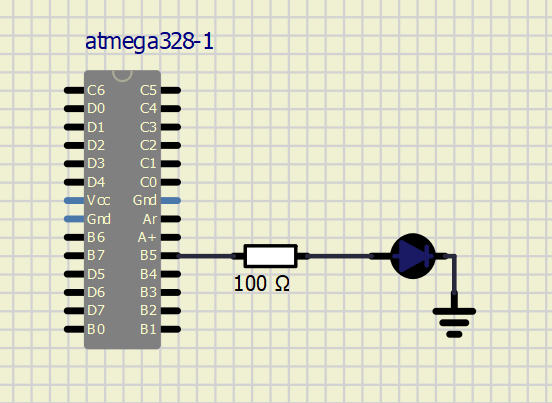 atmega328-1
C6 C5
D0 C4
D1 C3
D2 C2
D3 C1
D4 C0
Vcc Gnd
Gnd Ar
B6 A+
B7 B5
D5 B4
D6 B3
D7 B2
B0 B1
100 Ω